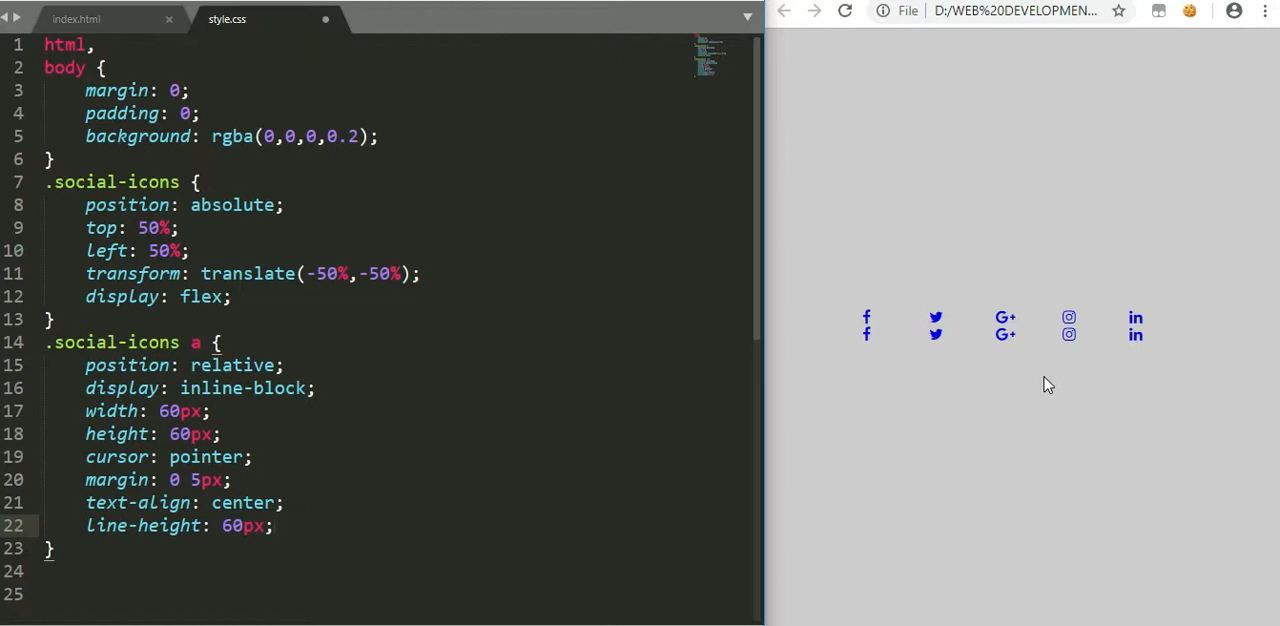 index.html × style.css
File D:/WEB%20DEVELOPMEN...
1 html,
2 body {
3 margin: 0;
4 padding: 0;
5 background: rgba(0,0,0,0.2);
6 }
7 .social-icons {
8 position: absolute;
9 top: 50%;
10 left: 50%;
11 transform: translate(-50%,-50%);
12 display: flex;
13 }
14 .social-icons a {
15 position: relative;
16 display: inline-block;
17 width: 60px;
18 height: 60px;
19 cursor: pointer;
20 margin: 0 5px;
21 text-align: center;
22 line-height: 60px;
23 }
24
25
f G+ in
f G+ in